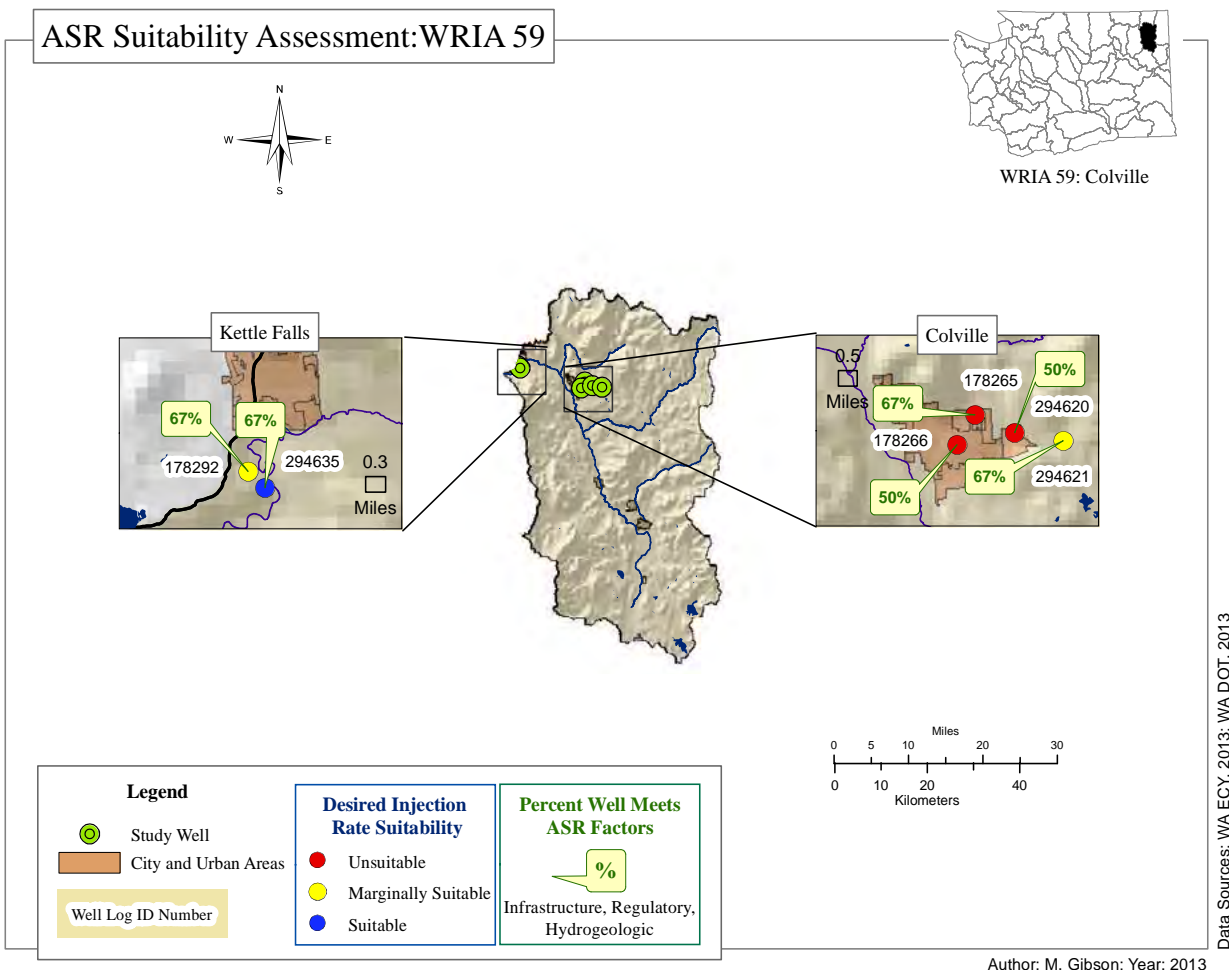 ASR Suitability Assessment:WRIA 59
N
W
E
S
WRIA 59: Colville
Kettle Falls
67%
67%
178292
294635
0.3
Miles
Colville
0.5
Miles
178265
50%
67%
294620
178266
50%
67%
294621
Miles
0 5 10 20 30
0 10 20 40
Kilometers
Legend
Study Well
City and Urban Areas
Well Log ID Number
Desired Injection
Rate Suitability
Unsuitable
Marginally Suitable
Suitable
Percent Well Meets
ASR Factors
%
Infrastructure, Regulatory,
Hydrogeologic
Data Sources: WA ECY, 2013; WA DOT, 2013
Author: M. Gibson; Year: 2013